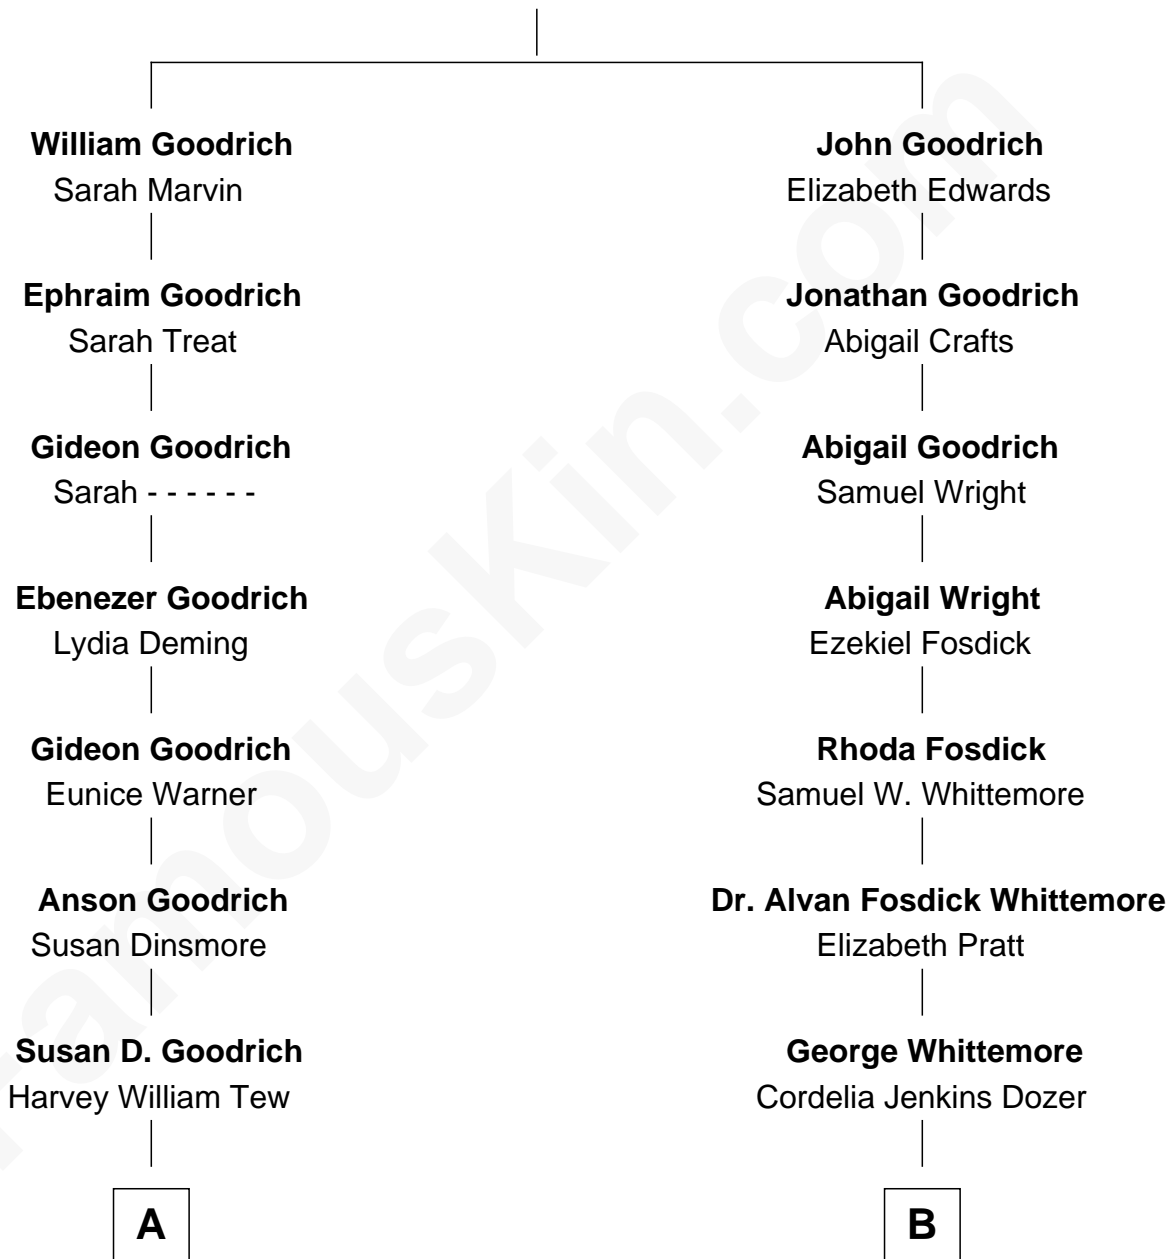 William Goodrich
Sarah Marvin
Ephraim Goodrich
Sarah Treat
Gideon Goodrich
Sarah - - - - - -
Ebenezer Goodrich
Lydia Deming
Gideon Goodrich
Eunice Warner
Anson Goodrich
Susan Dinsmore
Susan D. Goodrich
Harvey William Tew
A
John Goodrich
Elizabeth Edwards
Jonathan Goodrich
Abigail Crafts
Abigail Goodrich
Samuel Wright
Abigail Wright
Ezekiel Fosdick
Rhoda Fosdick
Samuel W. Whittemore
Dr. Alvan Fosdick Whittemore
Elizabeth Pratt
George Whittemore
Cordelia Jenkins Dozer
B
FamousKin.com